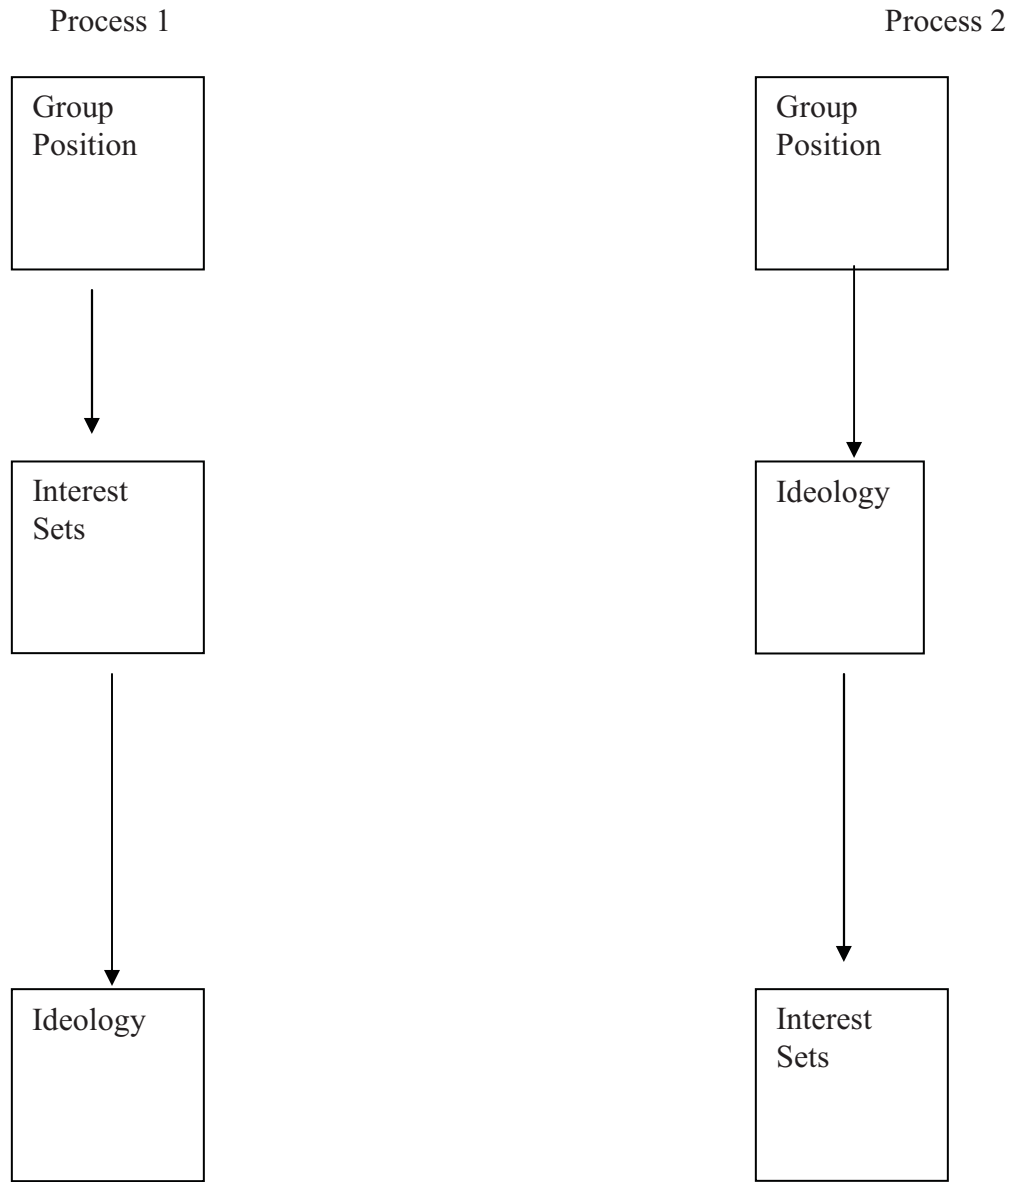 Process 1
Process 2
Group
Position
Group
Position
Interest
Sets
Ideology
Ideology
Interest
Sets